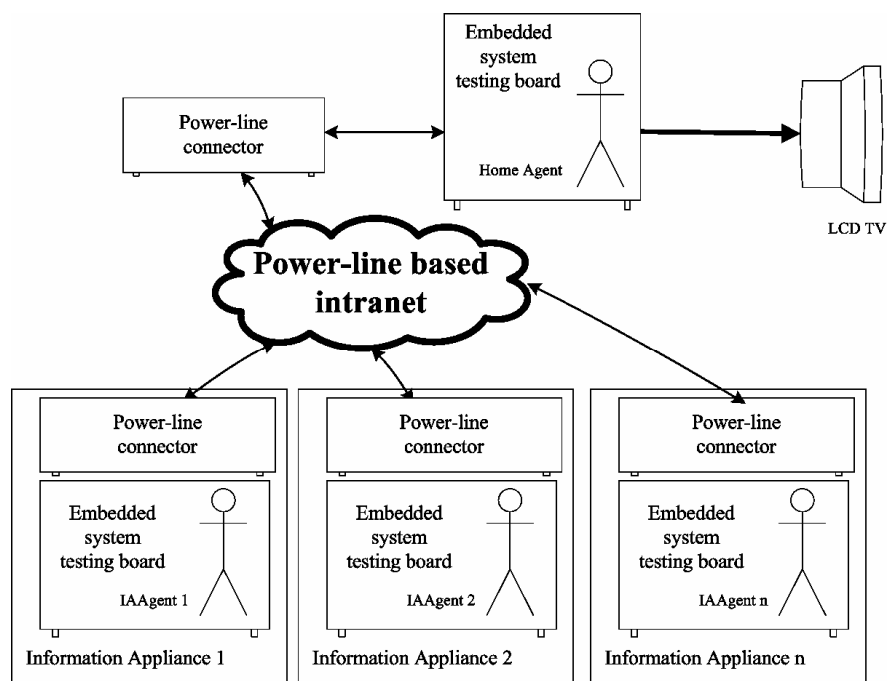 Embedded
system
testing board
Home Agent
Power-line
connector
LCD TV
Power-line based
intranet
Power-line
connector
Embedded
system
testing board
IAAgent 1
Information Appliance 1
Power-line
connector
Embedded
system
testing board
IAAgent 2
Information Appliance 2
Power-line
connector
Embedded
system
testing board
IAAgent n
Information Appliance n